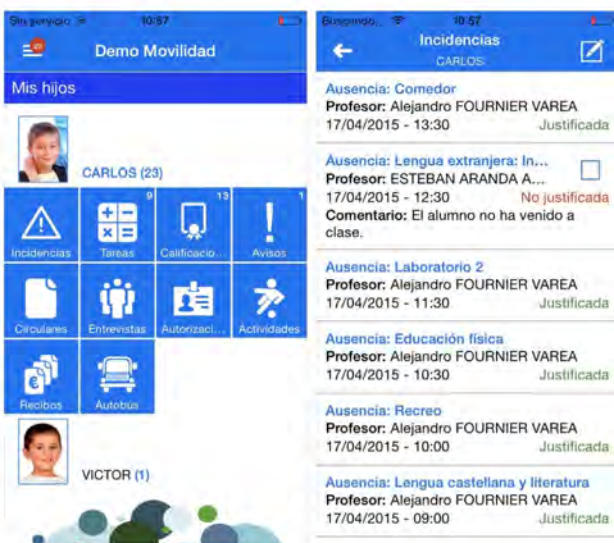 Sin servicio 10:57
Demo Movilidad
Mis hijos
CARLOS (23)
9 13 1
Incidencias Tareas Calificacio... Avisos
Circulares Entrevistas Autorizaci... Actividades
Recibos Autobús
VICTOR (1)
Buscando... 10:57
Incidencias
CARLOS
Ausencia: Comedor
Profesor: Alejandro FOURNIER VAREA
17/04/2015 - 13:30 Justificada
Ausencia: Lengua extranjera: In...
Profesor: ESTEBAN ARANDA A...
17/04/2015 - 12:30 No justificada
Comentario: El alumno no ha venido a
clase.
Ausencia: Laboratorio 2
Profesor: Alejandro FOURNIER VAREA
17/04/2015 - 11:30 Justificada
Ausencia: Educación física
Profesor: Alejandro FOURNIER VAREA
17/04/2015 - 10:30 Justificada
Ausencia: Recreo
Profesor: Alejandro FOURNIER VAREA
17/04/2015 - 10:00 Justificada
Ausencia: Lengua castellana y literatura
Profesor: Alejandro FOURNIER VAREA
17/04/2015 - 09:00 Justificada